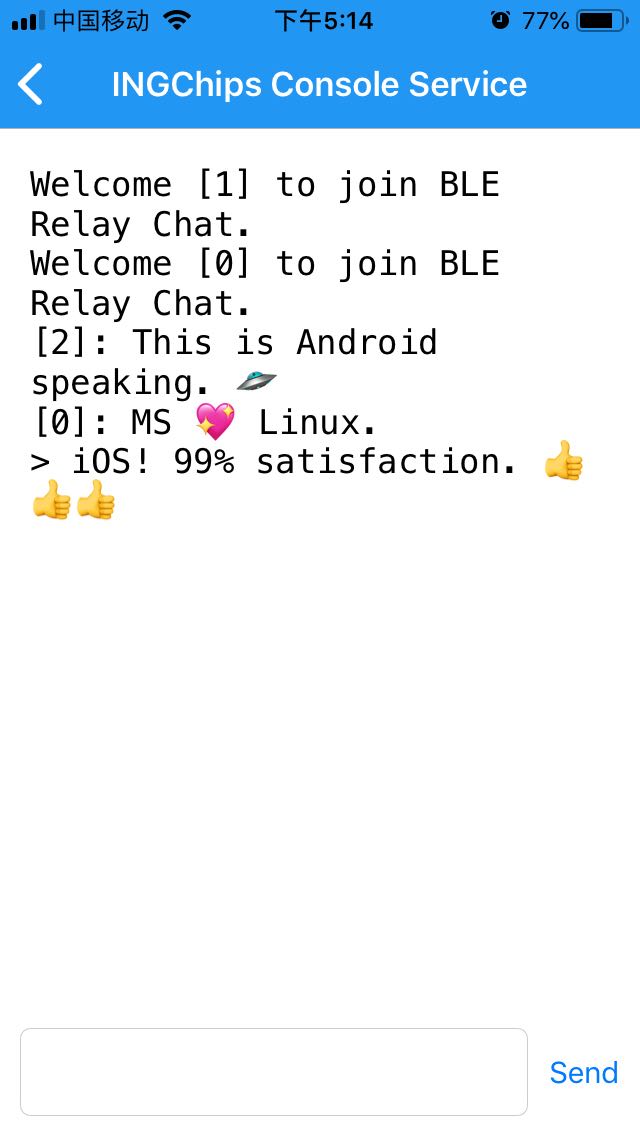 中国移动 下午5:14 77%
INGChips Console Service
Welcome [1] to join BLE
Relay Chat.
Welcome [0] to join BLE
Relay Chat.
[2]: This is Android
speaking. 🛸
[0]: MS 💖 Linux.
> iOS! 99% satisfaction. 👍
👍👍
Send